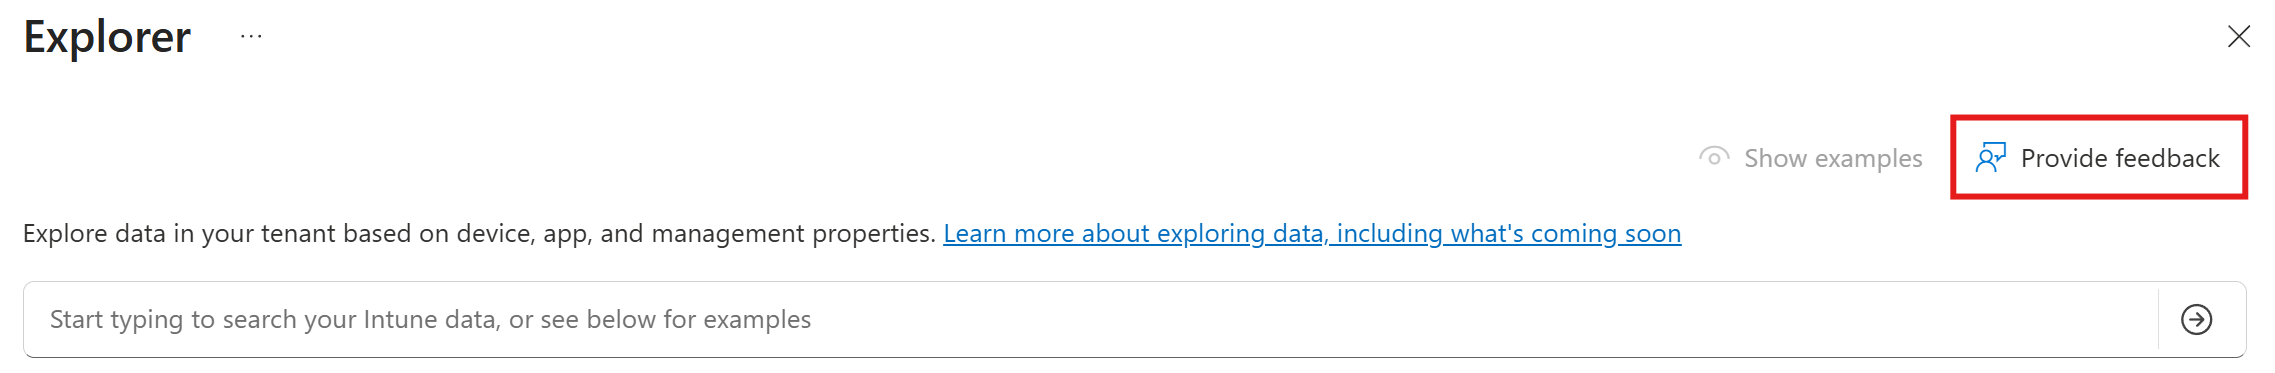 Explorer ...
Show examples Provide feedback
Explore data in your tenant based on device, app, and management properties. Learn more about exploring data, including what's coming soon
Start typing to search your Intune data, or see below for examples